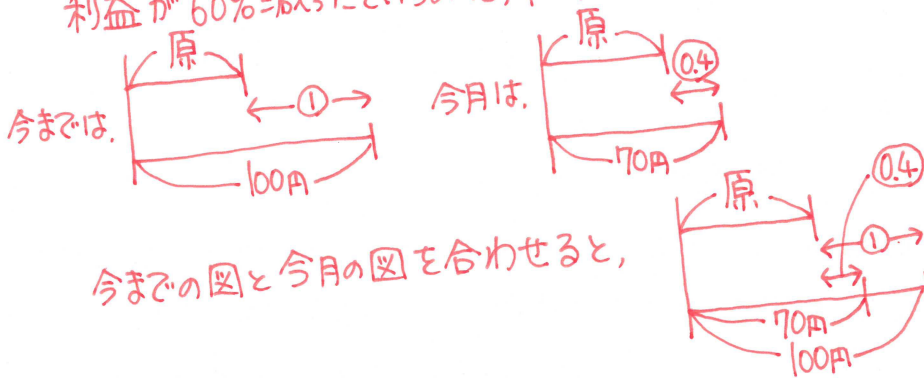 利益が60%減ったという
原
①
100円
今までは、
原
0.4
70円
今月は、
今までの図と今月の図を合わせると、
原
0.4
①
70円
100円